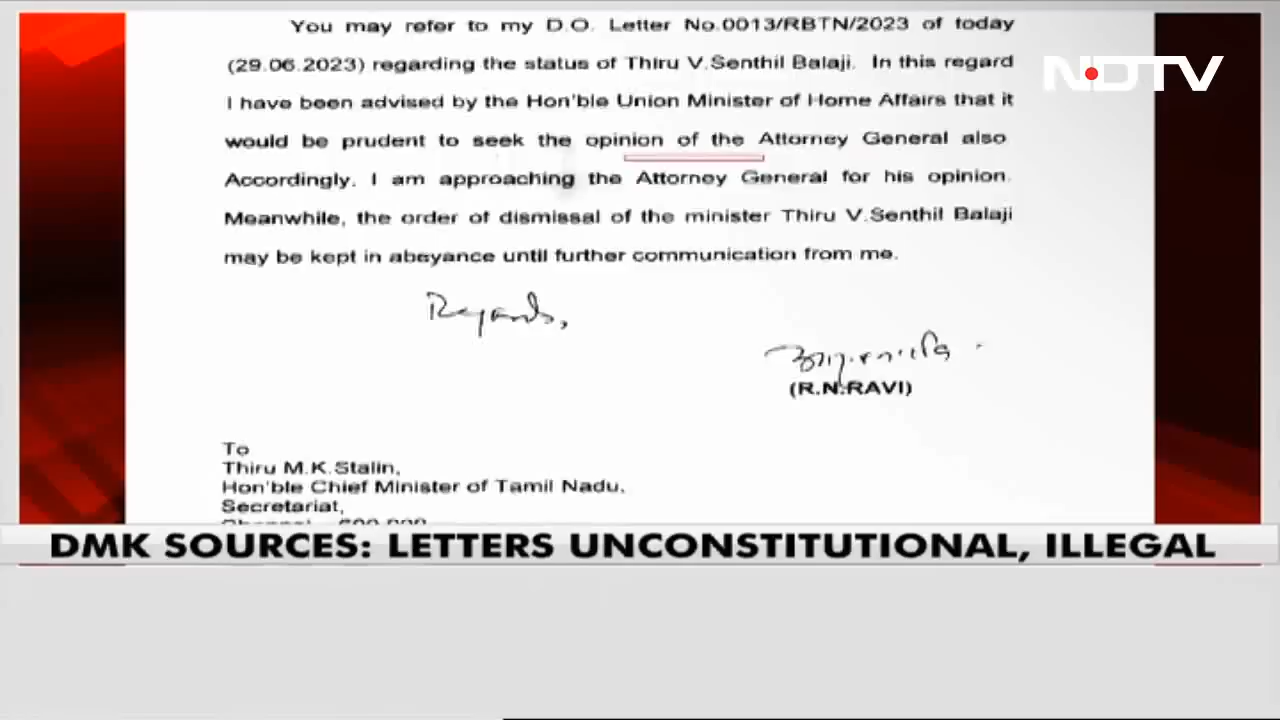 You may refer to my D.O. Letter No.0013/RBTN/2023 of today
(29.06.2023) regarding the status of Thiru V.Senthil Balaji. In this regard
I have been advised by the Hon'ble Union Minister of Home Affairs that it
would be prudent to seek the opinion of the Attorney General also
Accordingly, I am approaching the Attorney General for his opinion.
Meanwhile, the order of dismissal of the minister Thiru V.Senthil Balaji
may be kept in abeyance until further communication from me.
Regards,
(R.N.RAVI)
To
Thiru M.K.Stalin,
Hon'ble Chief Minister of Tamil Nadu,
Secretariat,
NDTV
DMK SOURCES: LETTERS UNCONSTITUTIONAL, ILLEGAL